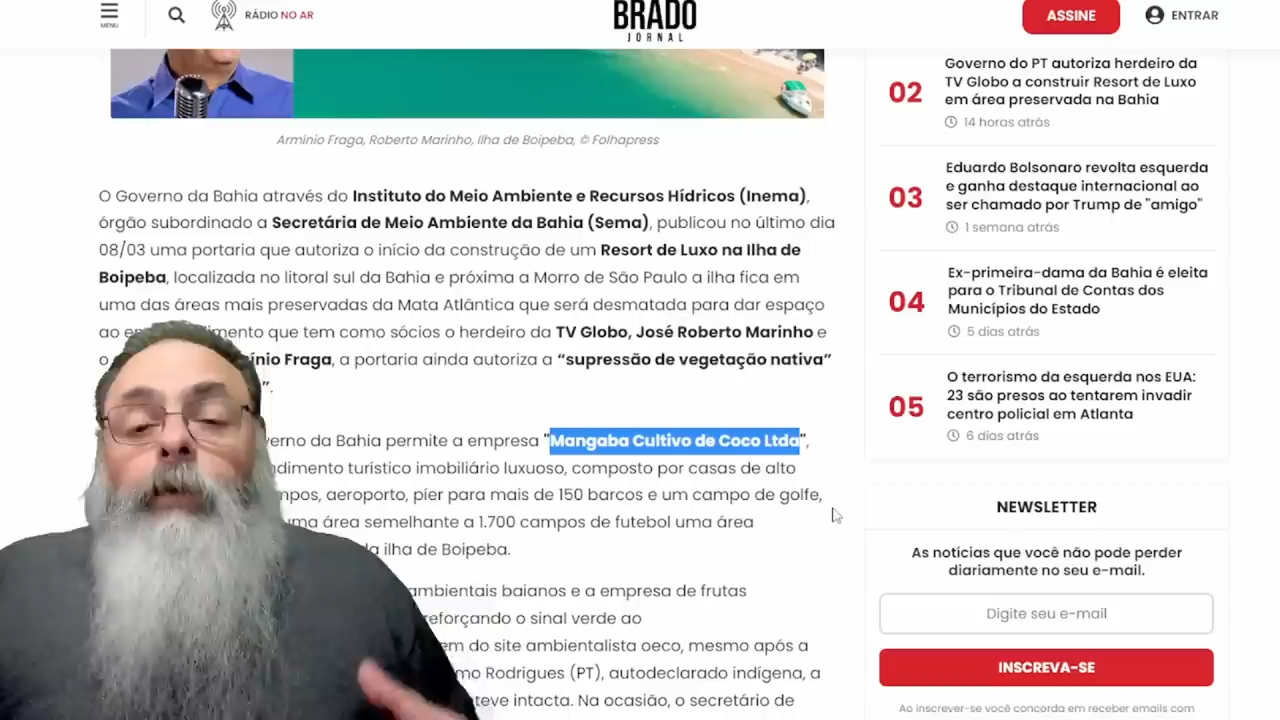 MENU
RÁDIO NO AR
BRADO
JORNAL
ASSINE
ENTRAR
Armínio Fraga, Roberto Marinho, Ilha de Boipeba, © Folhapress
O Governo da Bahia através do Instituto do Meio Ambiente e Recursos Hídricos (Inema),
órgão subordinado a Secretária de Meio Ambiente da Bahia (Sema), publicou no último dia
08/03 uma portaria que autoriza o início da construção de um Resort de Luxo na Ilha de
Boipeba, localizada no litoral sul da Bahia e próxima a Morro de São Paulo a ilha fica em
uma das áreas mais preservadas da Mata Atlântica que será desmatada para dar espaço
ao que tem como sócios o herdeiro da TV Globo, José Roberto Marinho e
o Fraga, a portaria ainda autoriza a “supressão de vegetação nativa”
”.
da Bahia permite a empresa "Mangaba Cultivo de Coco Ltda",
turístico imobiliário luxuoso, composto por casas de alto
aeroporto, píer para mais de 150 barcos e um campo de golfe,
uma área semelhante a 1.700 campos de futebol uma área
da ilha de Boipeba.
ambientais baianos e a empresa de frutas
reforçando o sinal verde ao
do site ambientalista oeco, mesmo após a
Rodrigues (PT), autodeclarado indígena, a
intacta. Na ocasião, o secretário de
02
Governo do PT autoriza herdeiro da
TV Globo a construir Resort de Luxo
em área preservada na Bahia
14 horas atrás
03
Eduardo Bolsonaro revolta esquerda
e ganha destaque internacional ao
ser chamado por Trump de "amigo"
1 semana atrás
04
Ex-primeira-dama da Bahia é eleita
para o Tribunal de Contas dos
Municípios do Estado
5 dias atrás
05
O terrorismo da esquerda nos EUA:
23 são presos ao tentarem invadir
centro policial em Atlanta
6 dias atrás
NEWSLETTER
As notícias que você não pode perder
diariamente no seu e-mail.
Digite seu e-mail
INSCREVA-SE
Ao inscrever-se você concorda em receber emails com